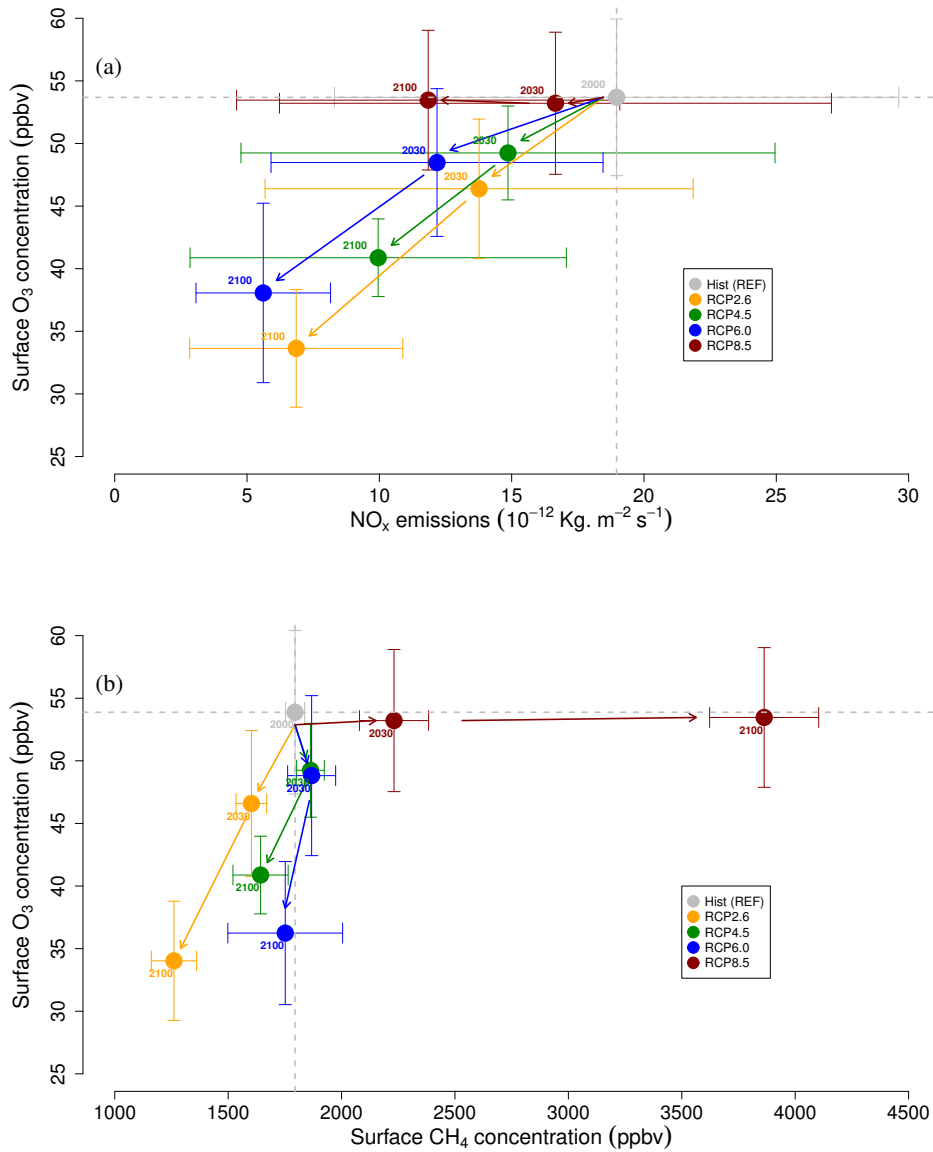 (a)
Surface O₃ concentration (ppbv)
60
55
50
45
40
35
30
25
2100
2030
2000
2030
2030
2030
2100
2100
2100
Hist (REF)
RCP2.6
RCP4.5
RCP6.0
RCP8.5
0 5 10 15 20 25 30
NOₓ emissions (10⁻¹² Kg. m⁻² s⁻¹)
(b)
Surface O₃ concentration (ppbv)
60
55
50
45
40
35
30
25
2000
2030
2100
2030
2030
2030
2100
2100
2100
Hist (REF)
RCP2.6
RCP4.5
RCP6.0
RCP8.5
1000 1500 2000 2500 3000 3500 4000 4500
Surface CH₄ concentration (ppbv)